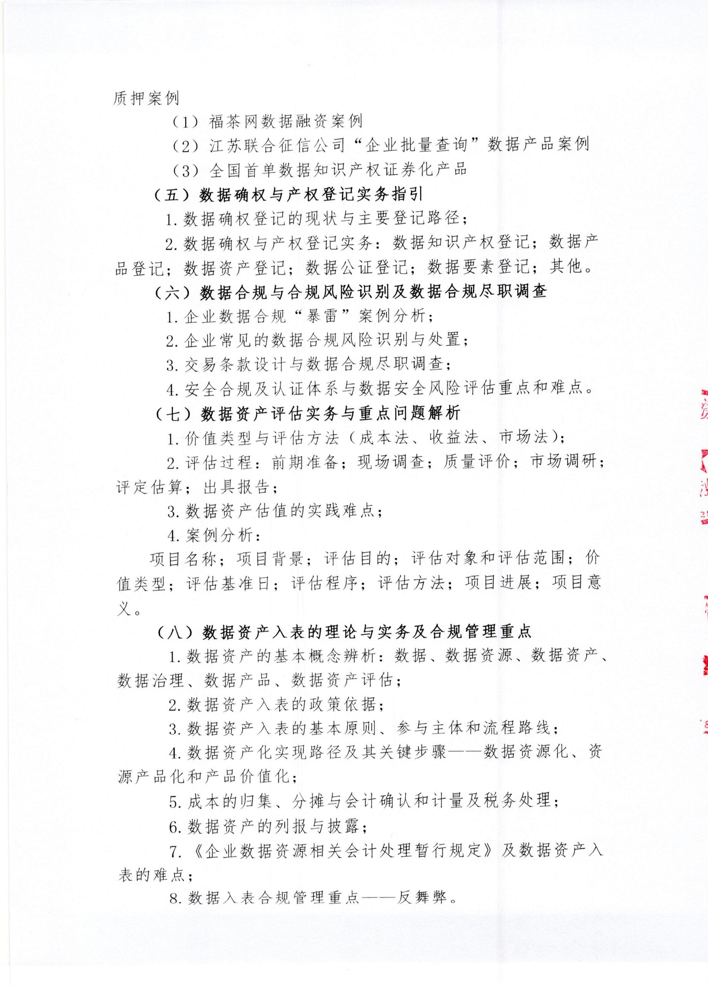 质押案例
（1）福茶网数据融资案例
（2）江苏联合征信公司“企业批量查询”数据产品案例
（3）全国首单数据知识产权证券化产品
（五）数据确权与产权登记实务指引
1.数据确权登记的现状与主要登记路径；
2.数据确权与产权登记实务：数据知识产权登记；数据产
品登记；数据资产登记；数据公证登记；数据要素登记；其他。
（六）数据合规与合规风险识别及数据合规尽职调查
1.企业数据合规“暴雷”案例分析；
2.企业常见的数据合规风险识别与处置；
3.交易条款设计与数据合规尽职调查；
4.安全合规及认证体系与数据安全风险评估重点和难点。
（七）数据资产评估实务与重点问题解析
1.价值类型与评估方法（成本法、收益法、市场法）；
2.评估过程：前期准备；现场调查；质量评价；市场调研；
评定估算；出具报告；
3.数据资产估值的实践难点；
4.案例分析：
项目名称；项目背景；评估目的；评估对象和评估范围；价
值类型；评估基准日；评估程序；评估方法；项目进展；项目意
义。
（八）数据资产入表的理论与实务及合规管理重点
1.数据资产的基本概念辨析：数据、数据资源、数据资产、
数据治理、数据产品、数据资产评估；
2.数据资产入表的政策依据；
3.数据资产入表的基本原则、参与主体和流程路线；
4.数据资产化实现路径及其关键步骤——数据资源化、资
源产品化和产品价值化；
5.成本的归集、分摊与会计确认和计量及税务处理；
6.数据资产的列报与披露；
7.《企业数据资源相关会计处理暂行规定》及数据资产入
表的难点；
8.数据入表合规管理重点——反舞弊。